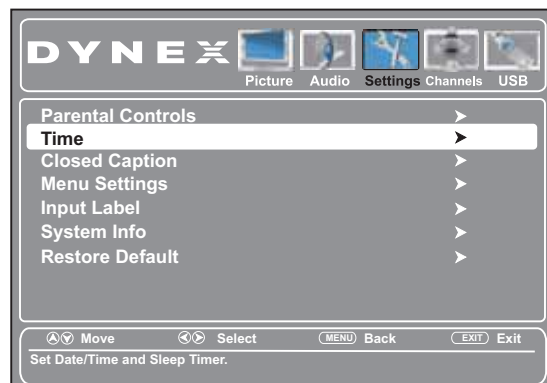 DYNEX
Picture Audio Settings Channels USB
Parental Controls
Time
Closed Caption
Menu Settings
Input Label
System Info
Restore Default
Move Select MENU Back EXIT Exit
Set Date/Time and Sleep Timer.